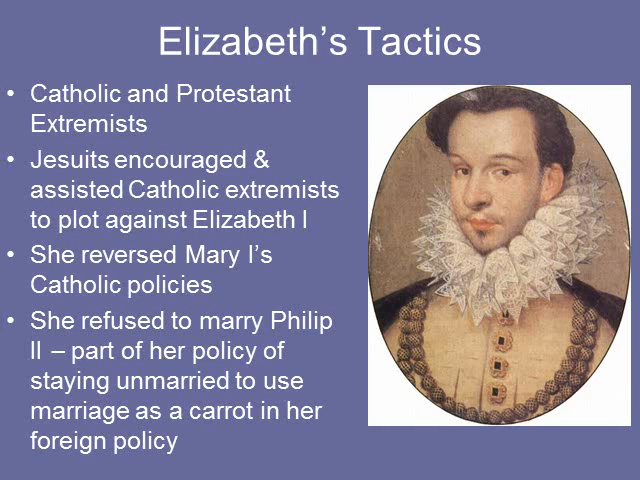 Elizabeth’s Tactics
• Catholic and Protestant
Extremists
• Jesuits encouraged &
assisted Catholic extremists
to plot against Elizabeth I
• She reversed Mary I’s
Catholic policies
• She refused to marry Philip
II – part of her policy of
staying unmarried to use
marriage as a carrot in her
foreign policy